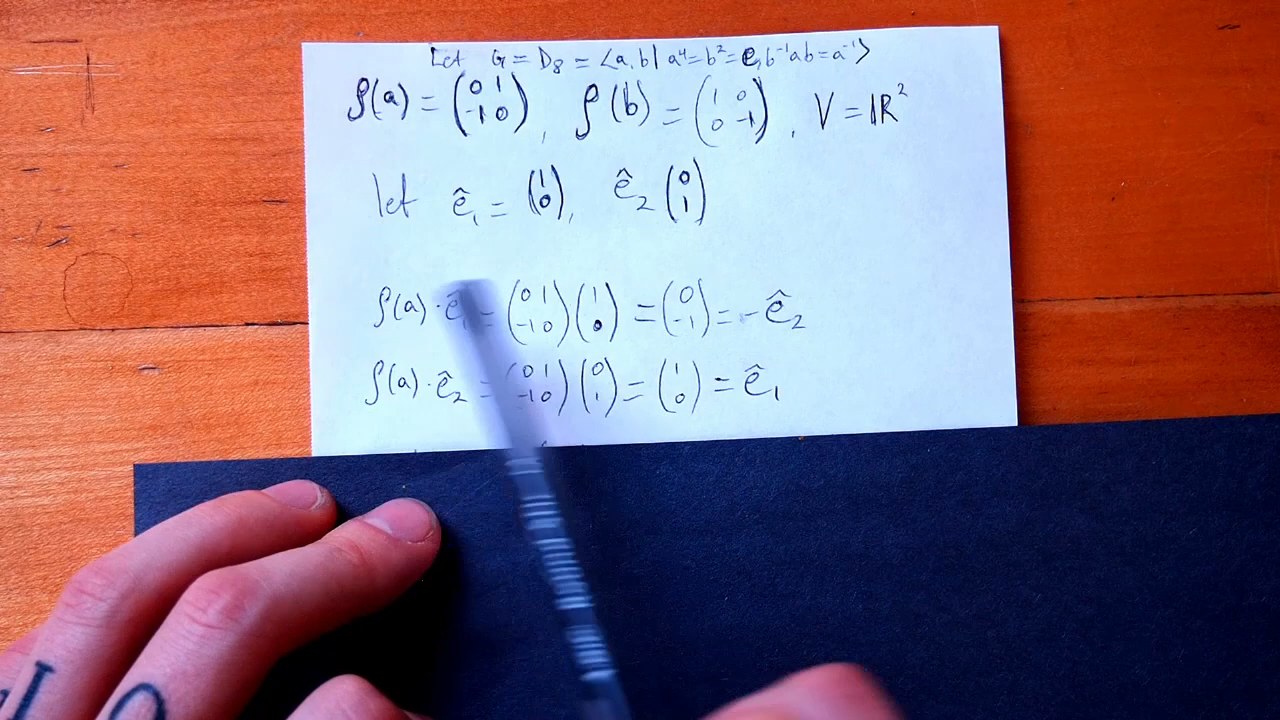 Let G = D₈ = <a, b | a⁴ = b² = e, b⁻¹ab = a⁻¹>
ρ(a) = (0 1 / -1 0), ρ(b) = (1 0 / 0 -1), V = ℝ²
let ê₁ = (1 / 0), ê₂ (0 / 1)
ρ(a) · ê₁ = (0 1 / -1 0) (1 / 0) = (0 / -1) = -ê₂
ρ(a) · ê₂ = (0 1 / -1 0) (0 / 1) = (1 / 0) = ê₁